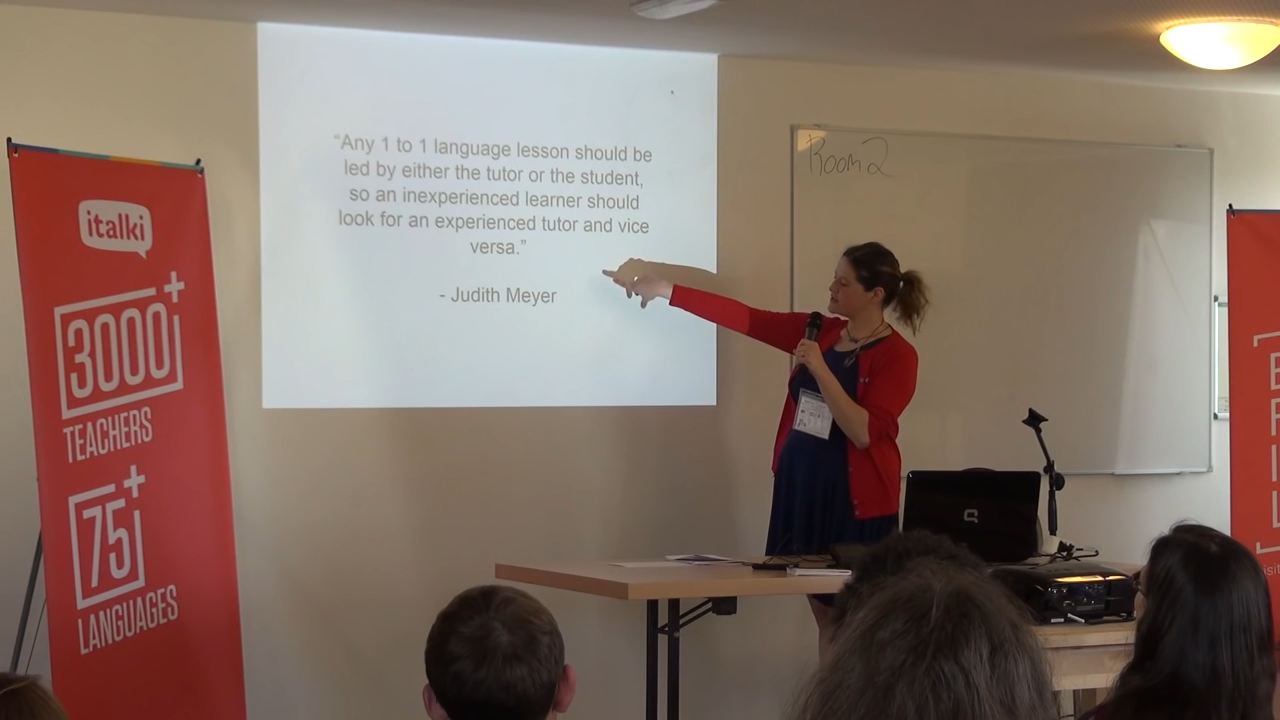 italki
3000+
TEACHERS
75+
LANGUAGES
“Any 1 to 1 language lesson should be
led by either the tutor or the student,
so an inexperienced learner should
look for an experienced tutor and vice
versa.”
- Judith Meyer
Room 2